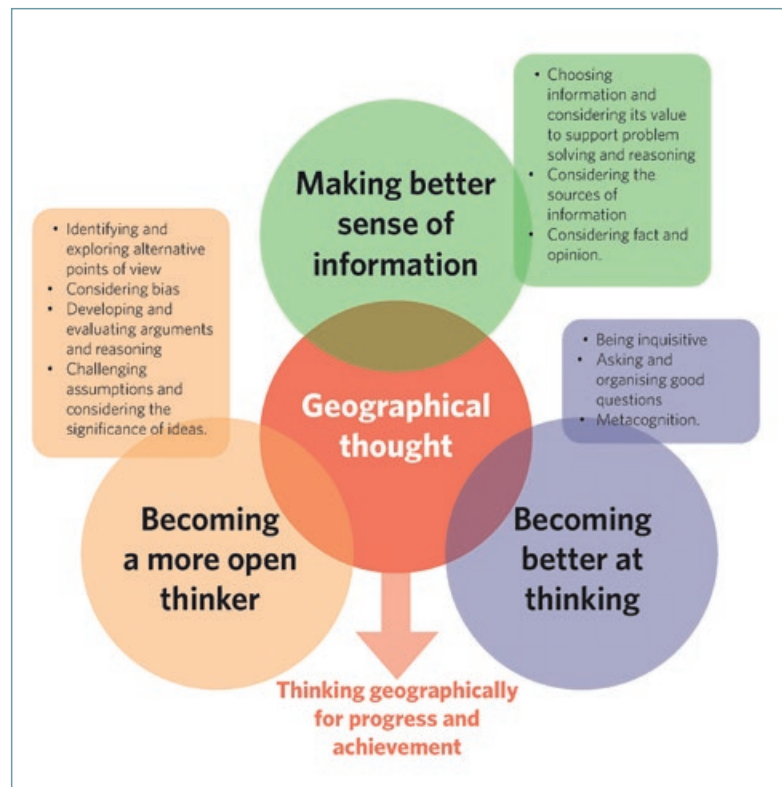 • Choosing
information and
considering its value
to support problem
solving and reasoning
• Considering the
sources of
information
• Considering fact and
opinion.
Making better
sense of
information
• Identifying and
exploring alternative
points of view
• Considering bias
• Developing and
evaluating arguments
and reasoning
• Challenging
assumptions and
considering the
significance of ideas.
• Being inquisitive
• Asking and
organising good
questions
• Metacognition.
Geographical
thought
Becoming
a more open
thinker
Becoming
better at
thinking
Thinking geographically
for progress and
achievement